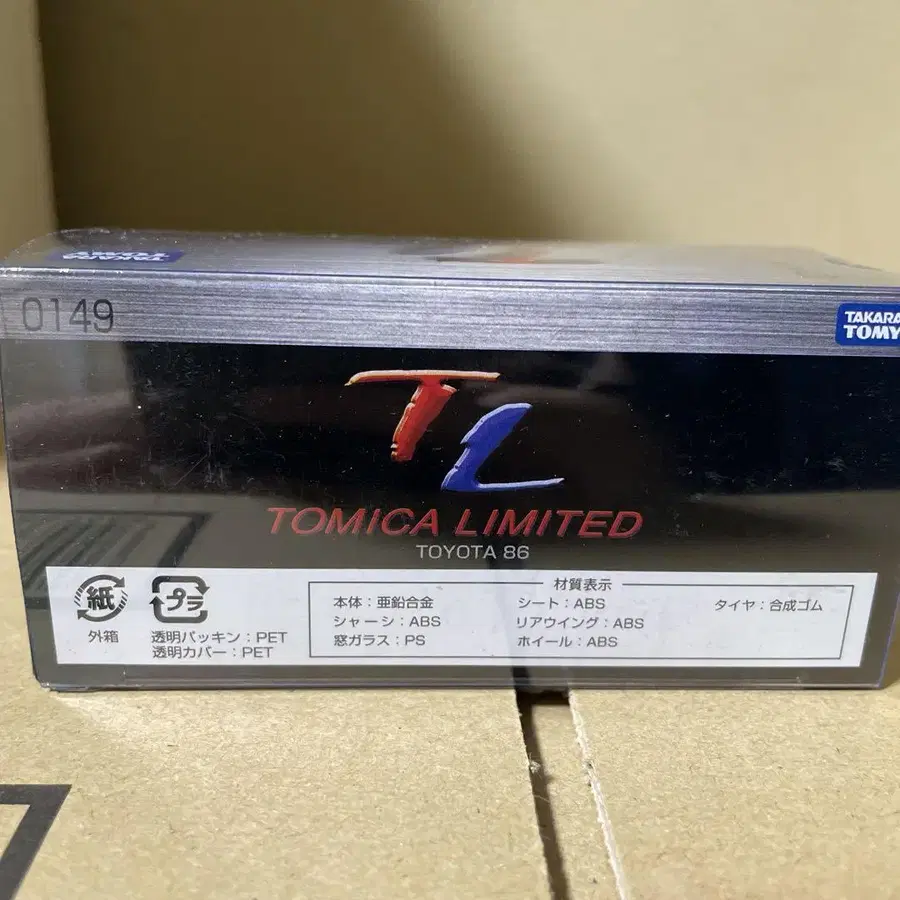 TAKARA TOMY
0149
TAKARA
TOMY
TL
TOMICA LIMITED
TOYOTA 86
紙
外箱
プラ
透明パッキン:PET
透明カバー:PET
材質表示
本体:亜鉛合金
シャーシ:ABS
窓ガラス:PS
シート:ABS
リアウイング:ABS
ホイール:ABS
タイヤ:合成ゴム